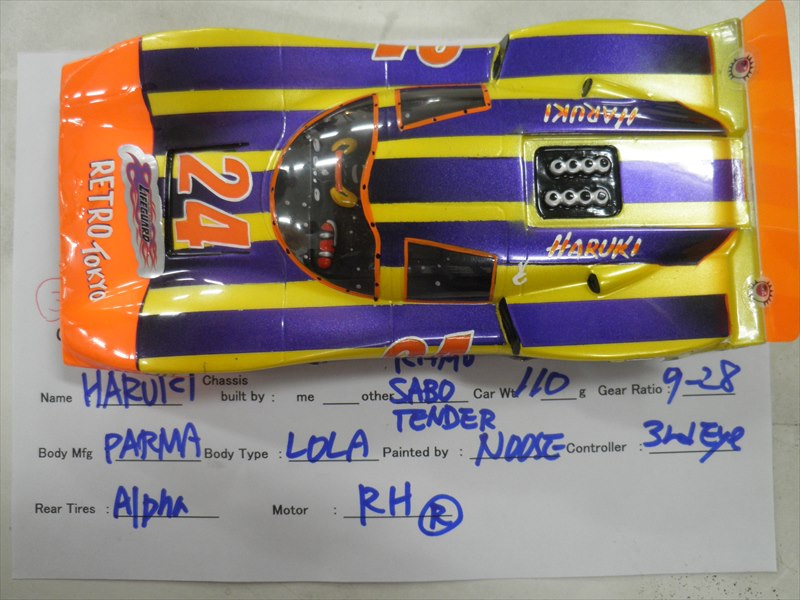 HARUKI
RETRO TOKYO
LIFEGUARD
24
HARUKI
Name HARUKI Chassis built by : me ____ other SABO TENDER Car Wt 110 g Gear Ratio : 9-28
Body Mfg PARMA Body Type : LOLA Painted by : NOOSE Controller : 3rd Eye
Rear Tires : Alpha Motor : RH R